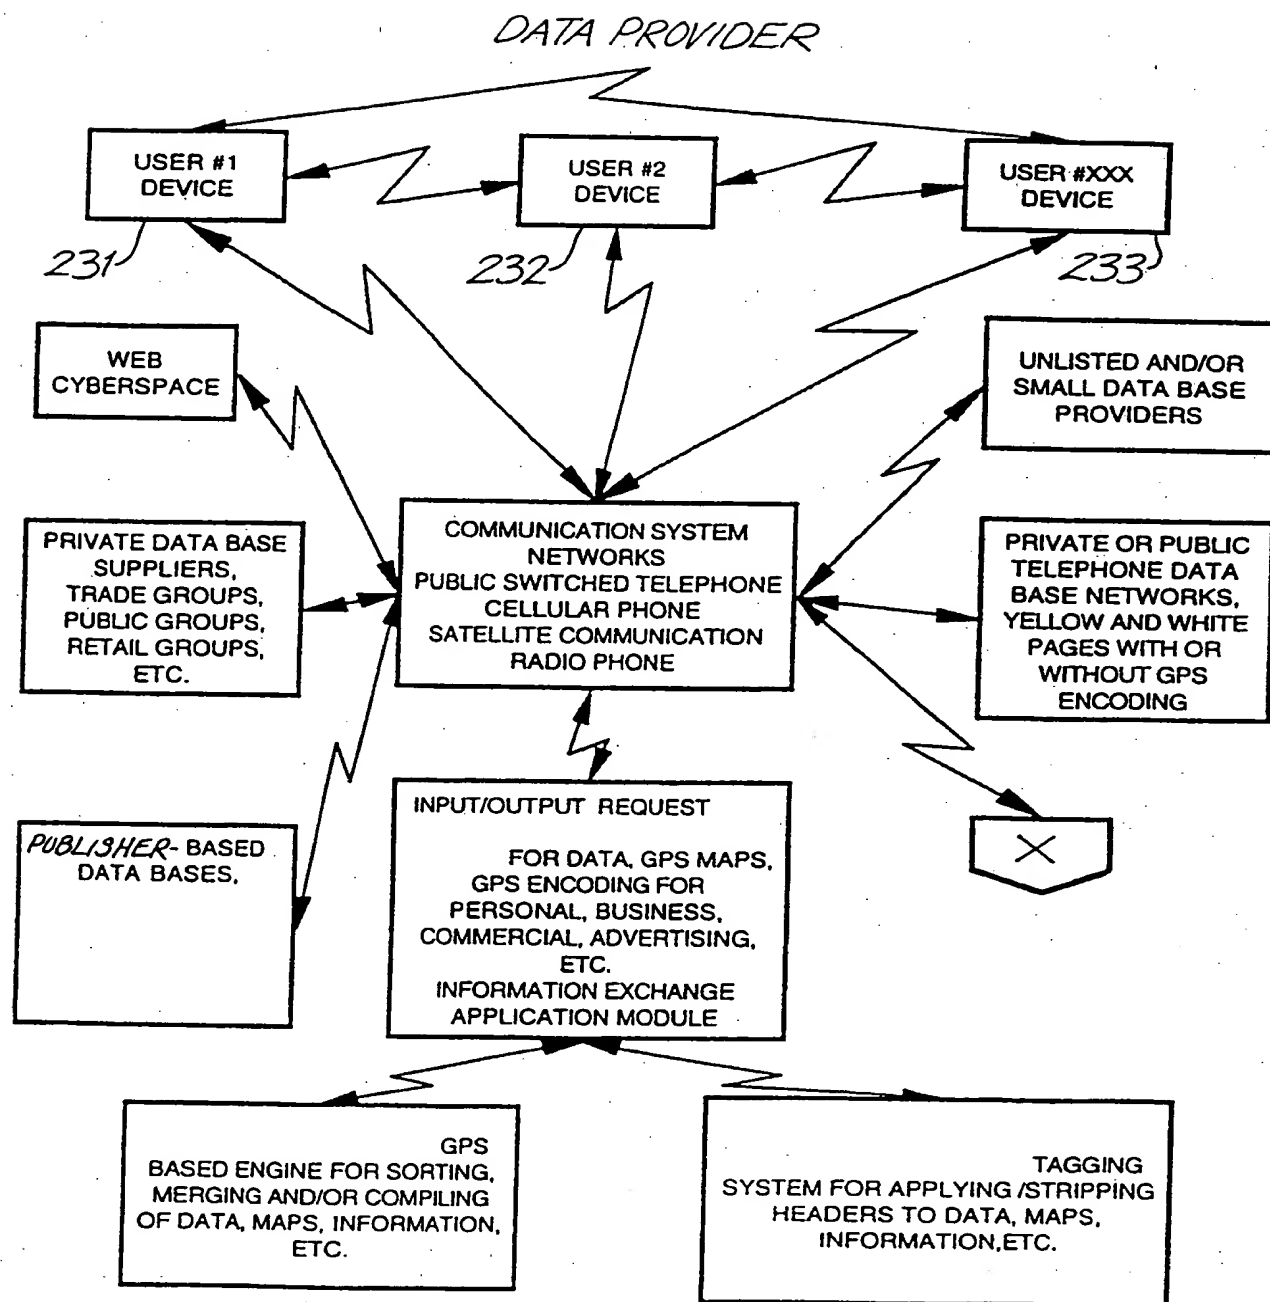 DATA PROVIDER
USER #1
DEVICE
USER #2
DEVICE
USER #XXX
DEVICE
231
232
233
WEB
CYBERSPACE
UNLISTED AND/OR
SMALL DATA BASE
PROVIDERS
PRIVATE DATA BASE
SUPPLIERS,
TRADE GROUPS,
PUBLIC GROUPS,
RETAIL GROUPS,
ETC.
COMMUNICATION SYSTEM
NETWORKS
PUBLIC SWITCHED TELEPHONE
CELLULAR PHONE
SATELLITE COMMUNICATION
RADIO PHONE
PRIVATE OR PUBLIC
TELEPHONE DATA
BASE NETWORKS,
YELLOW AND WHITE
PAGES WITH OR
WITHOUT GPS
ENCODING
PUBLISHER- BASED
DATA BASES,
INPUT/OUTPUT REQUEST
FOR DATA, GPS MAPS,
GPS ENCODING FOR
PERSONAL, BUSINESS,
COMMERCIAL, ADVERTISING,
ETC.
INFORMATION EXCHANGE
APPLICATION MODULE
X
GPS
BASED ENGINE FOR SORTING,
MERGING AND/OR COMPILING
OF DATA, MAPS, INFORMATION,
ETC.
TAGGING
SYSTEM FOR APPLYING /STRIPPING
HEADERS TO DATA, MAPS,
INFORMATION,ETC.